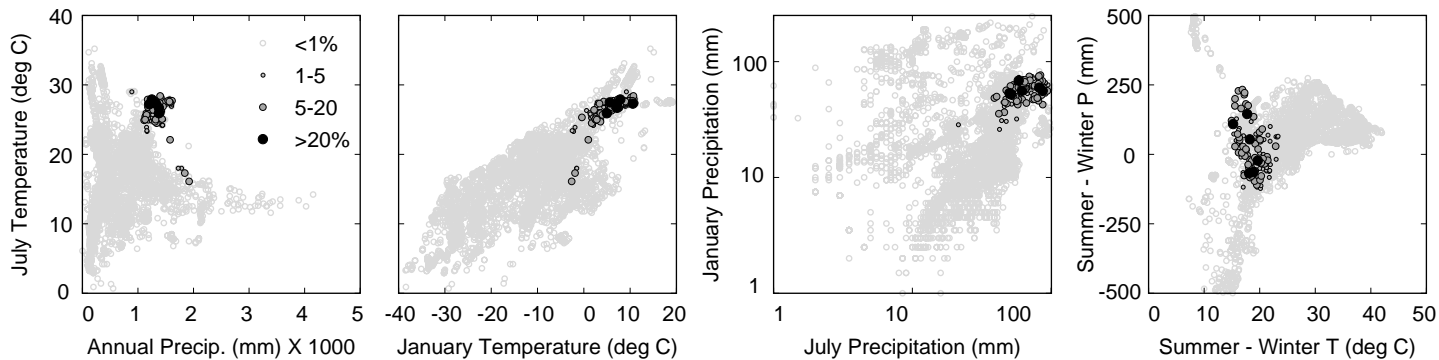 40
30
20
10
0
July Temperature (deg C)
<1%
1-5
5-20
>20%
0 1 2 3 4 5
Annual Precip. (mm) X 1000
-40 -30 -20 -10 0 10 20
January Temperature (deg C)
January Precipitation (mm)
100
10
1
1 10 100
July Precipitation (mm)
Summer - Winter P (mm)
500
250
0
-250
-500
0 10 20 30 40 50
Summer - Winter T (deg C)